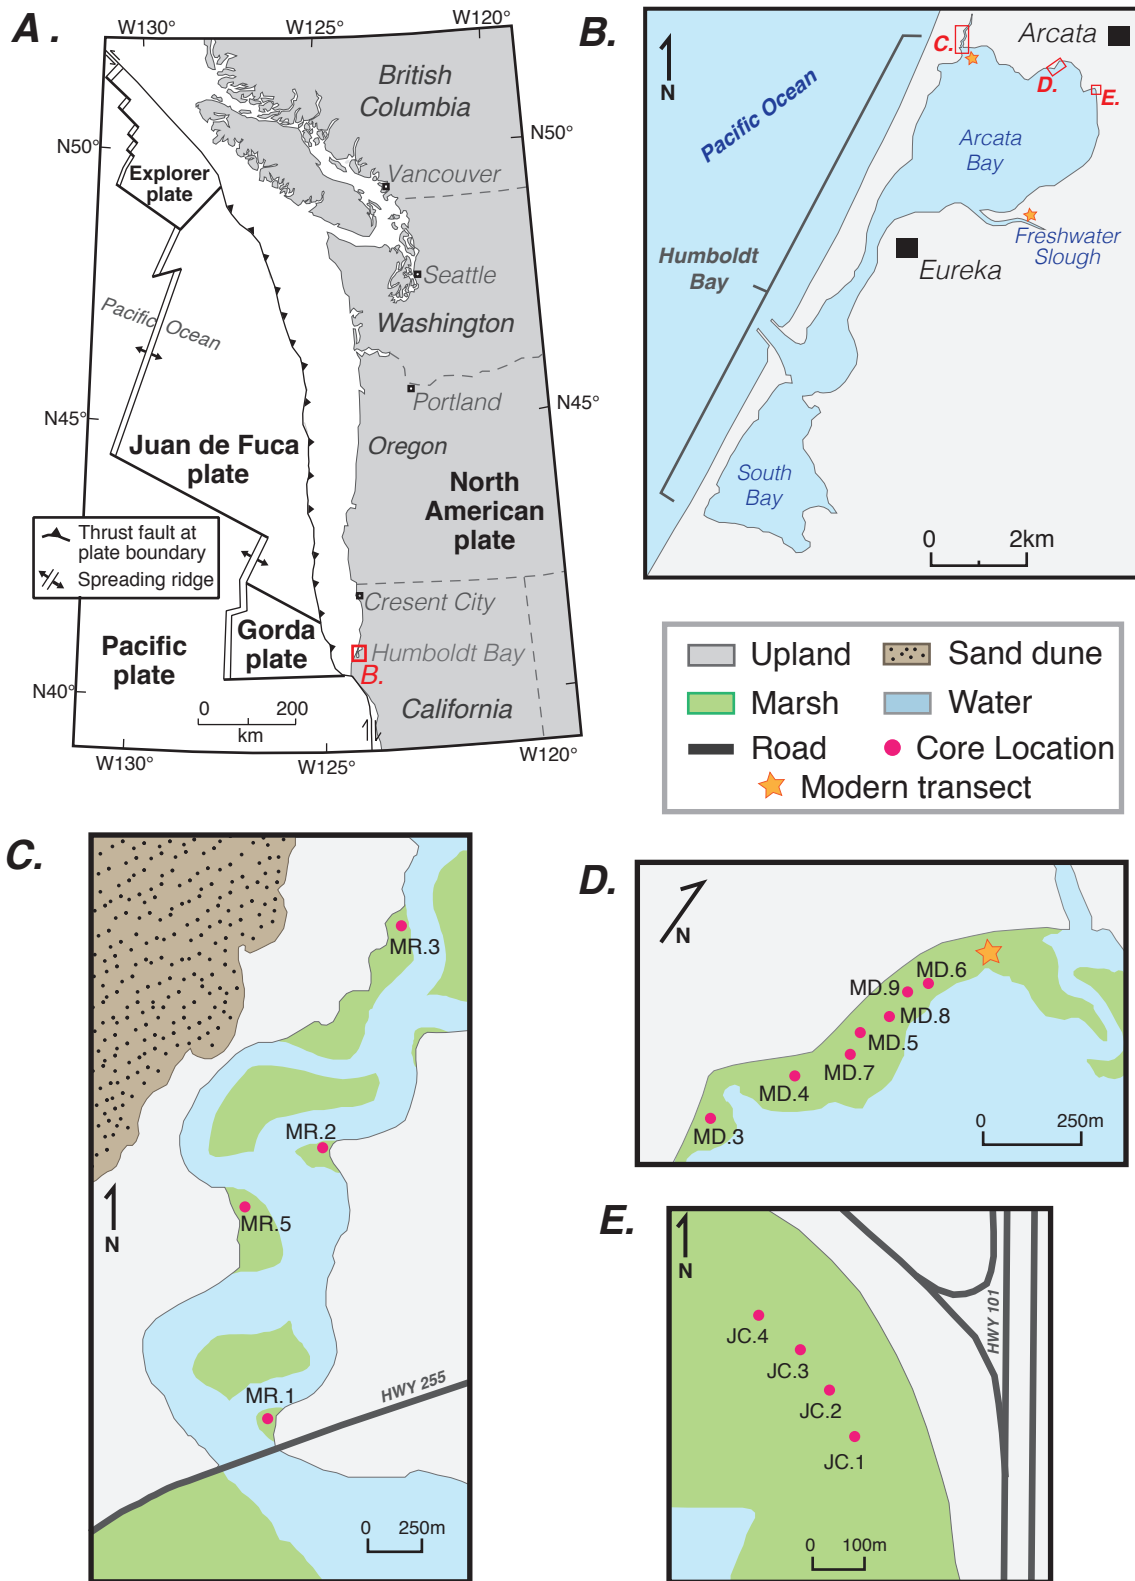 A.
W130°
W125°
W120°
British
Columbia
N50°
Explorer
plate
Vancouver
Seattle
Pacific Ocean
Washington
Portland
N45°
N45°
Juan de Fuca
plate
Oregon
North
American
plate
Thrust fault at
plate boundary
Spreading ridge
Cresent City
Pacific
plate
Gorda
plate
Humboldt Bay
B.
N40°
California
0 200
km
W130°
W125°
W120°
B.
N
C.
Arcata
D.
E.
Pacific Ocean
Arcata
Bay
Humboldt
Bay
Freshwater
Slough
Eureka
South
Bay
0 2km
Upland
Sand dune
Marsh
Water
Road
Core Location
Modern transect
C.
MR.3
MR.2
MR.5
N
MR.1
HWY 255
0 250m
D.
N
MD.6
MD.9
MD.8
MD.5
MD.7
MD.4
MD.3
0 250m
E.
N
HWY 101
JC.4
JC.3
JC.2
JC.1
0 100m